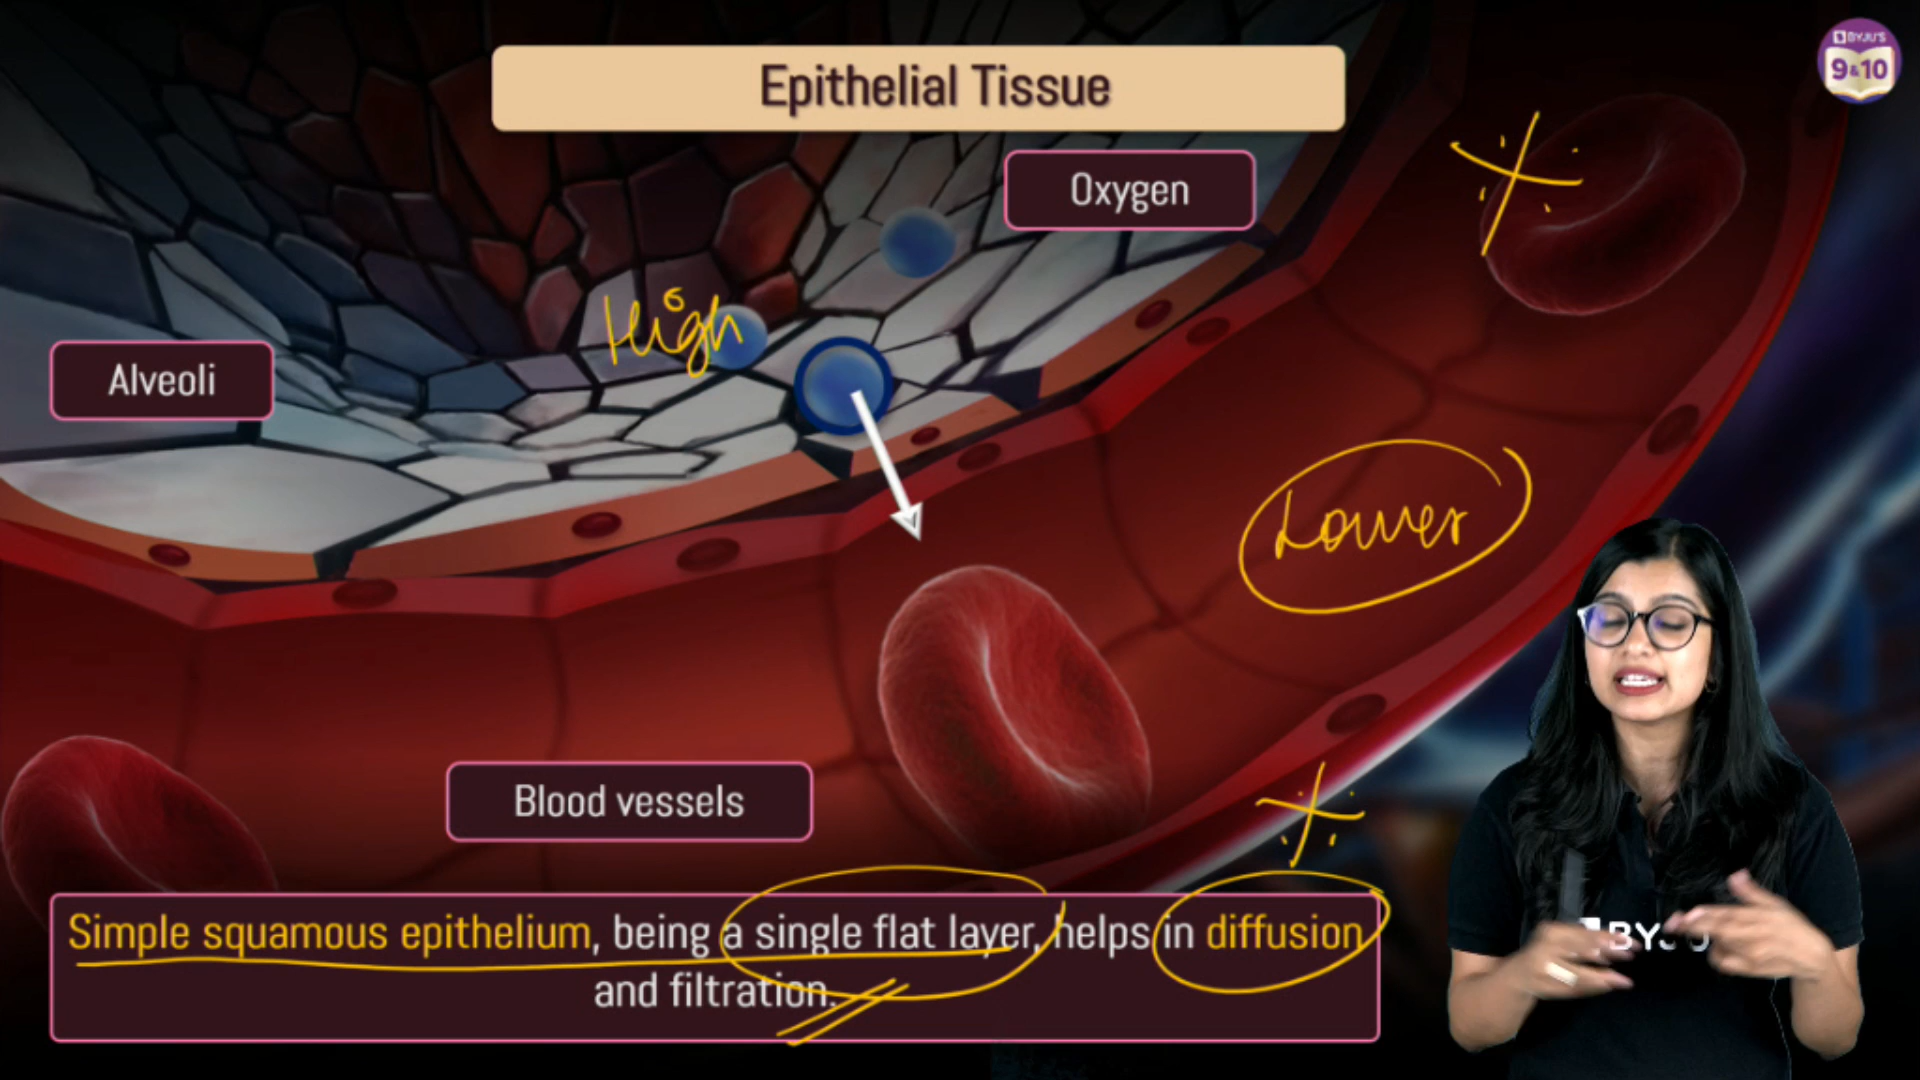 BYJU'S
9&10
Epithelial Tissue
Oxygen
High
Alveoli
Lower
Blood vessels
Simple squamous epithelium, being a single flat layer, helps in diffusion
and filtration.